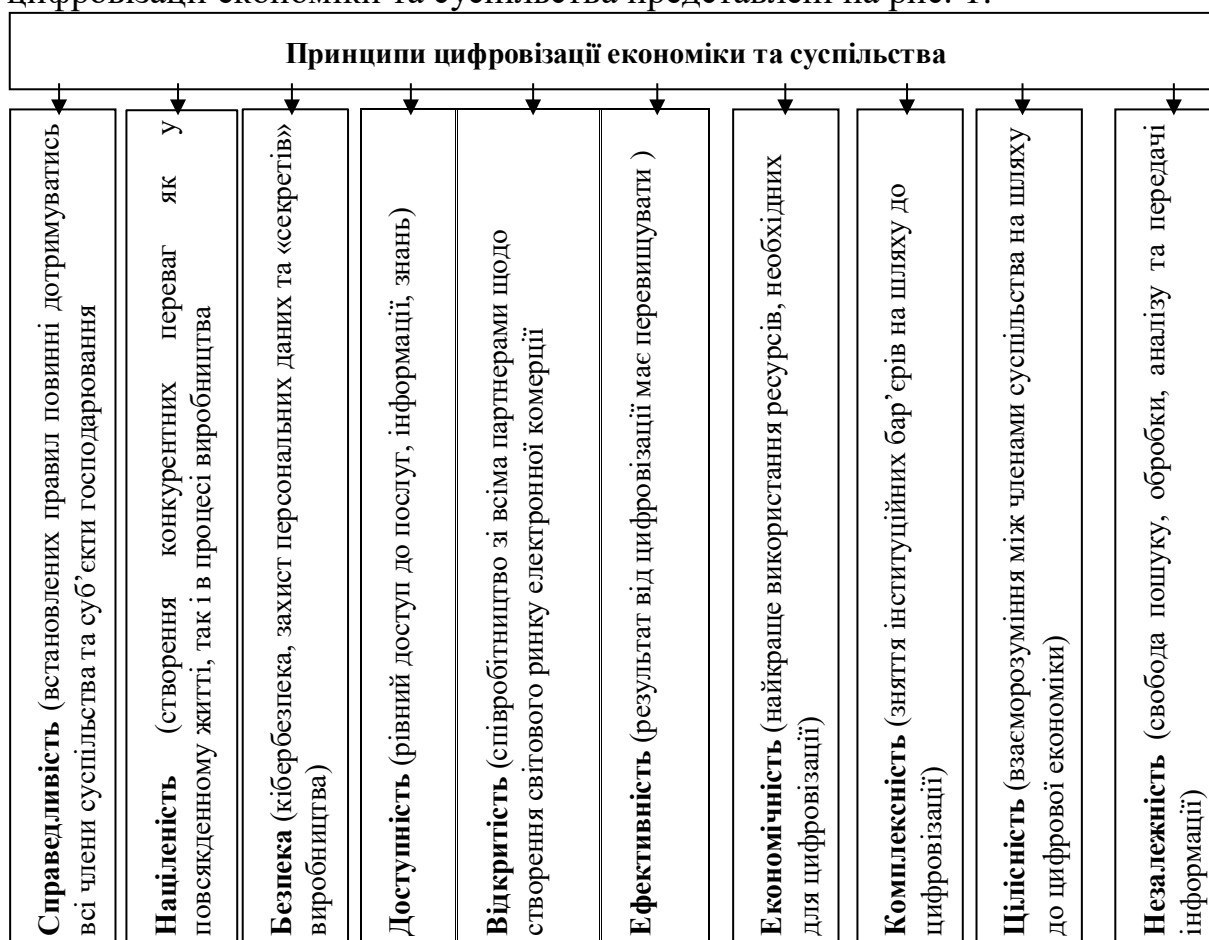 цифровізації економіки та суспільства представлені на рис. 1.
Принципи цифровізації економіки та суспільства
Справедливість (встановлених правил повинні дотримуватись
всі члени суспільства та суб’єкти господарювання
Націленість (створення конкурентних переваг як у
повсякденному житті, так і в процесі виробництва
Безпека (кібербезпека, захист персональних даних та «секретів»
виробництва)
Доступність (рівний доступ до послуг, інформації, знань)
Відкритість (співробітництво зі всіма партнерами щодо
створення світового ринку електронної комерції
Ефективність (результат від цифровізації має перевищувати )
Економічність (найкраще використання ресурсів, необхідних
для цифровізації)
Комплексність (зняття інституційних бар’єрів на шляху до
цифровізації)
Цілісність (взаєморозуміння між членами суспільства на шляху
до цифрової економіки)
Незалежність (свобода пошуку, обробки, аналізу та передачі
інформації)